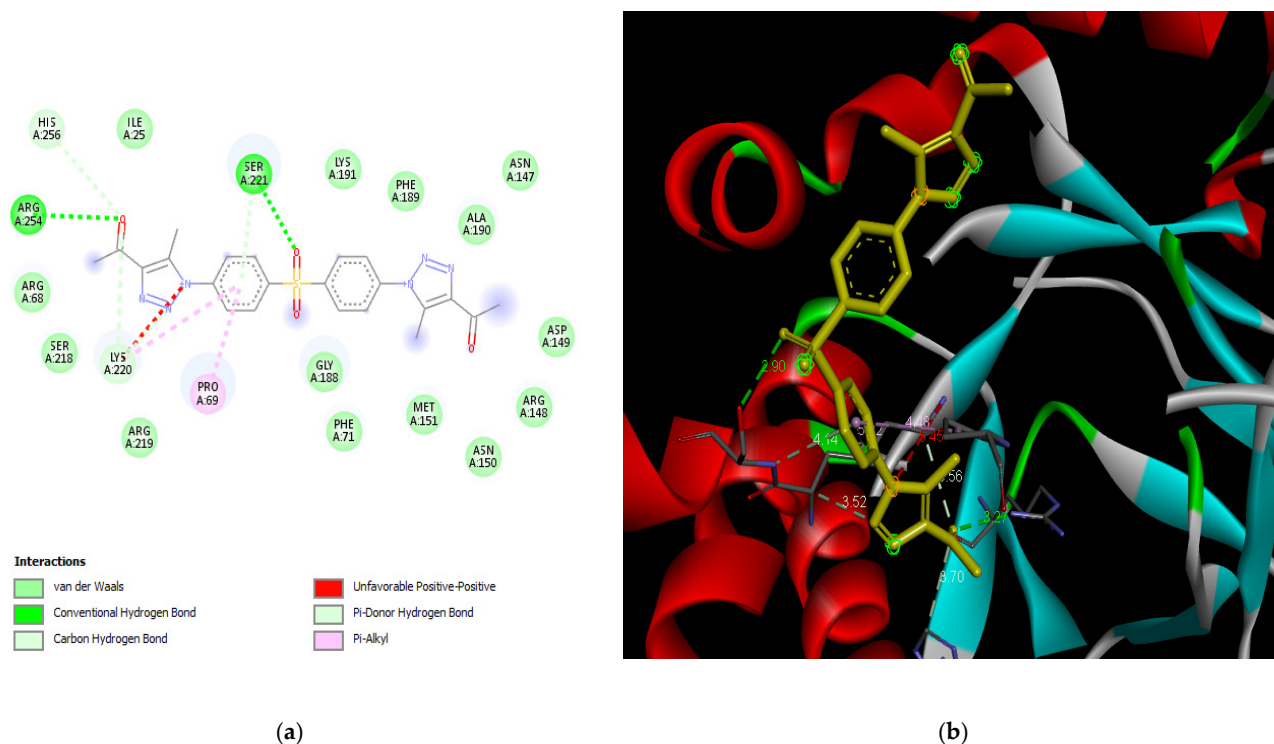 HIS
A:256
ILE
A:25
SER
A:221
LYS
A:191
PHE
A:189
ASN
A:147
ARG
A:254
ALA
A:190
O
O
N
N
N
N
S
N
N
N
O
O
ARG
A:68
SER
A:218
LYS
A:220
PRO
A:69
GLY
A:188
ASP
A:149
ARG
A:219
PHE
A:71
MET
A:151
ARG
A:148
ASN
A:150
Interactions
van der Waals
Conventional Hydrogen Bond
Carbon Hydrogen Bond
Unfavorable Positive-Positive
Pi-Donor Hydrogen Bond
Pi-Alkyl
2.90
4.14
3.52
3.27
3.70
(a)
(b)